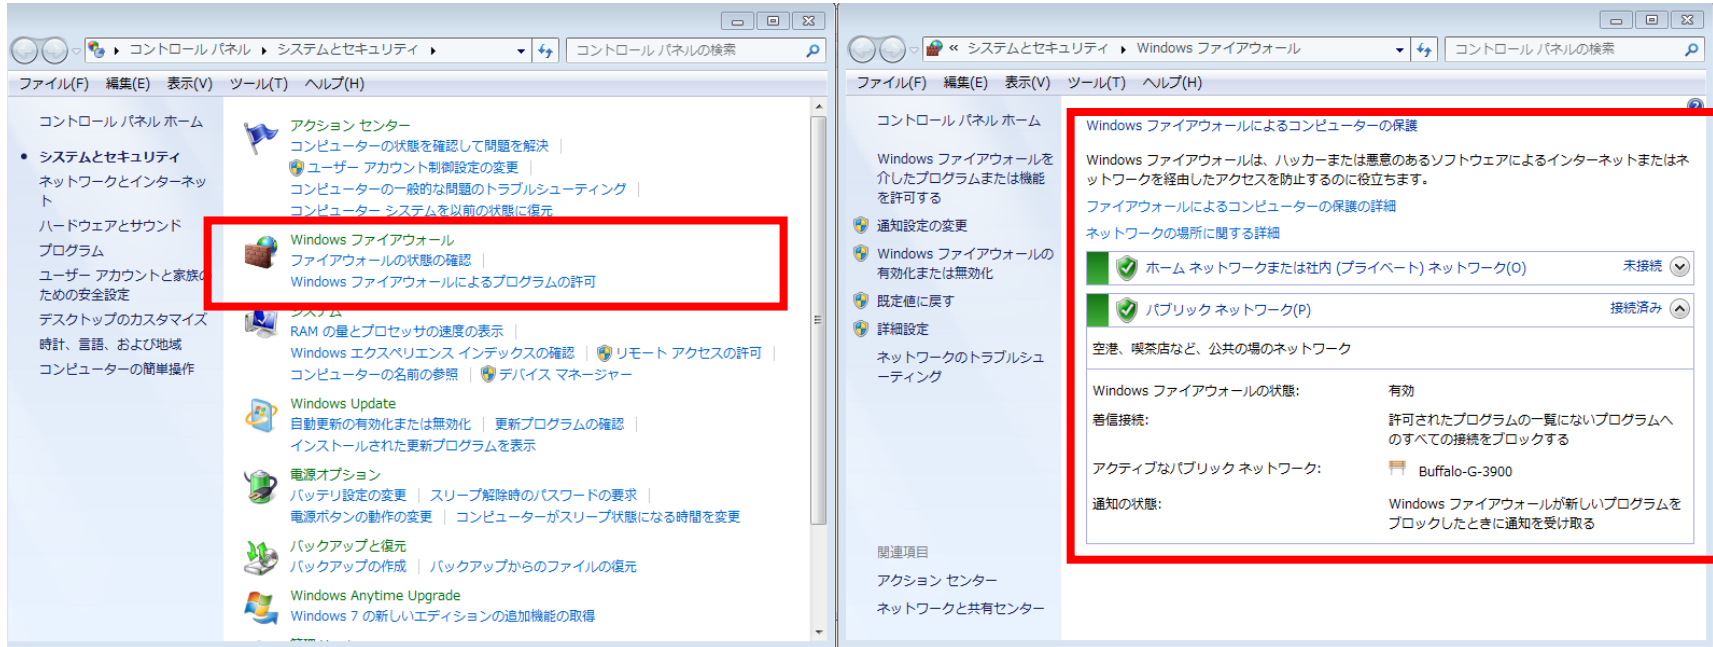 コントロール パネル ▸ システムとセキュリティ ▸
コントロール パネルの検索
ファイル(F) 編集(E) 表示(V) ツール(T) ヘルプ(H)
コントロール パネル ホーム
システムとセキュリティ
ネットワークとインターネッ
ト
ハードウェアとサウンド
プログラム
ユーザー アカウントと家族の
ための安全設定
デスクトップのカスタマイズ
時計、言語、および地域
コンピューターの簡単操作
アクション センター
コンピューターの状態を確認して問題を解決
ユーザー アカウント制御設定の変更
コンピューターの一般的な問題のトラブルシューティング
コンピューター システムを以前の状態に復元
Windows ファイアウォール
ファイアウォールの状態の確認
Windows ファイアウォールによるプログラムの許可
システム
RAM の量とプロセッサの速度の表示
Windows エクスペリエンス インデックスの確認 リモート アクセスの許可
コンピューターの名前の参照 デバイス マネージャー
Windows Update
自動更新の有効化または無効化 更新プログラムの確認
インストールされた更新プログラムを表示
電源オプション
バッテリ設定の変更 スリープ解除時のパスワードの要求
電源ボタンの動作の変更 コンピューターがスリープ状態になる時間を変更
バックアップと復元
バックアップの作成 バックアップからのファイルの復元
Windows Anytime Upgrade
Windows 7 の新しいエディションの追加機能の取得
« システムとセキュリティ ▸ Windows ファイアウォール
コントロール パネルの検索
ファイル(F) 編集(E) 表示(V) ツール(T) ヘルプ(H)
コントロール パネル ホーム
Windows ファイアウォールを
介したプログラムまたは機能
を許可する
通知設定の変更
Windows ファイアウォールの
有効化または無効化
既定値に戻す
詳細設定
ネットワークのトラブルシュ
ーティング
関連項目
アクション センター
ネットワークと共有センター
Windows ファイアウォールによるコンピューターの保護
Windows ファイアウォールは、ハッカーまたは悪意のあるソフトウェアによるインターネットまたはネ
ットワークを経由したアクセスを防止するのに役立ちます。
ファイアウォールによるコンピューターの保護の詳細
ネットワークの場所に関する詳細
ホーム ネットワークまたは社内 (プライベート) ネットワーク(O) 未接続
パブリック ネットワーク(P) 接続済み
空港、喫茶店など、公共の場のネットワーク
Windows ファイアウォールの状態: 有効
着信接続: 許可されたプログラムの一覧にないプログラムへ
のすべての接続をブロックする
アクティブなパブリック ネットワーク: Buffalo-G-3900
通知の状態: Windows ファイアウォールが新しいプログラムを
ブロックしたときに通知を受け取る